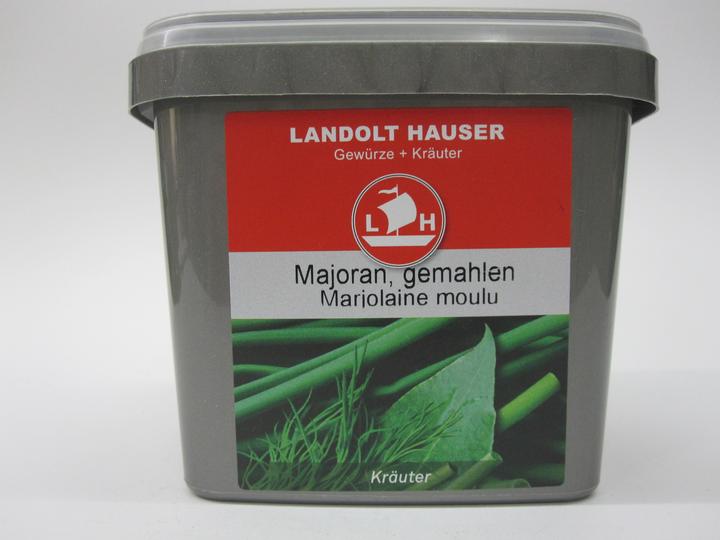 LANDOLT HAUSER
Gewürze + Kräuter
L H
Majoran, gemahlen
Marjolaine moulu
Kräuter